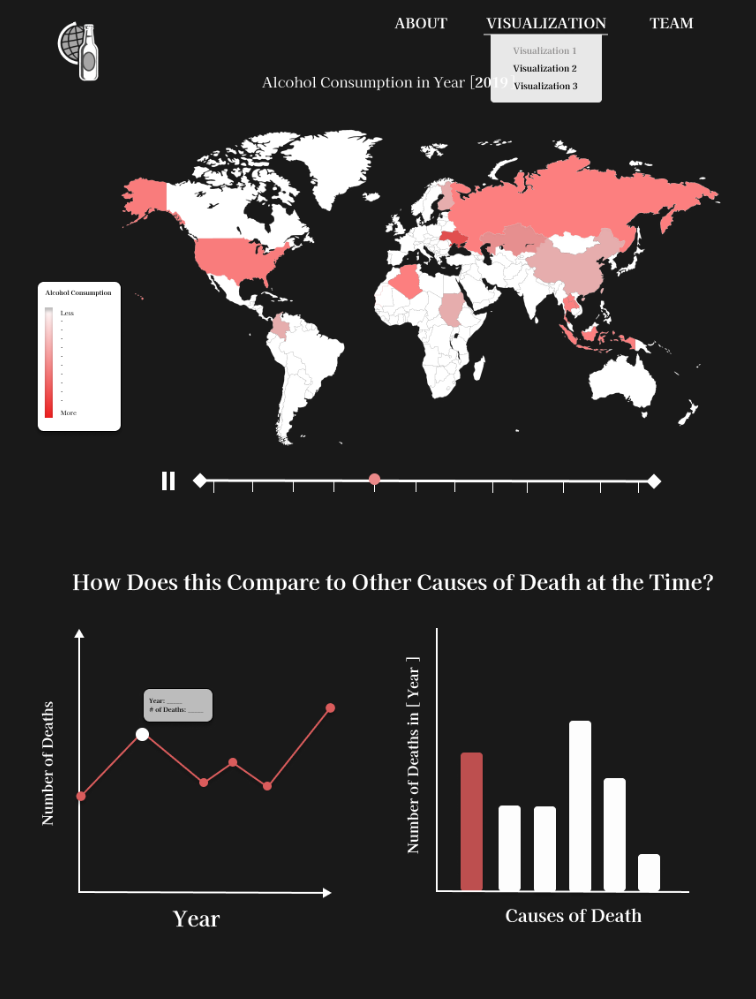 ABOUT
VISUALIZATION
TEAM
Visualization 1
Visualization 2
Visualization 3
Alcohol Consumption in Year [2019
Alcohol Consumption
Less
More
How Does this Compare to Other Causes of Death at the Time?
Number of Deaths
Year: ____
# of Deaths: ____
Year
Number of Deaths in [ Year ]
Causes of Death